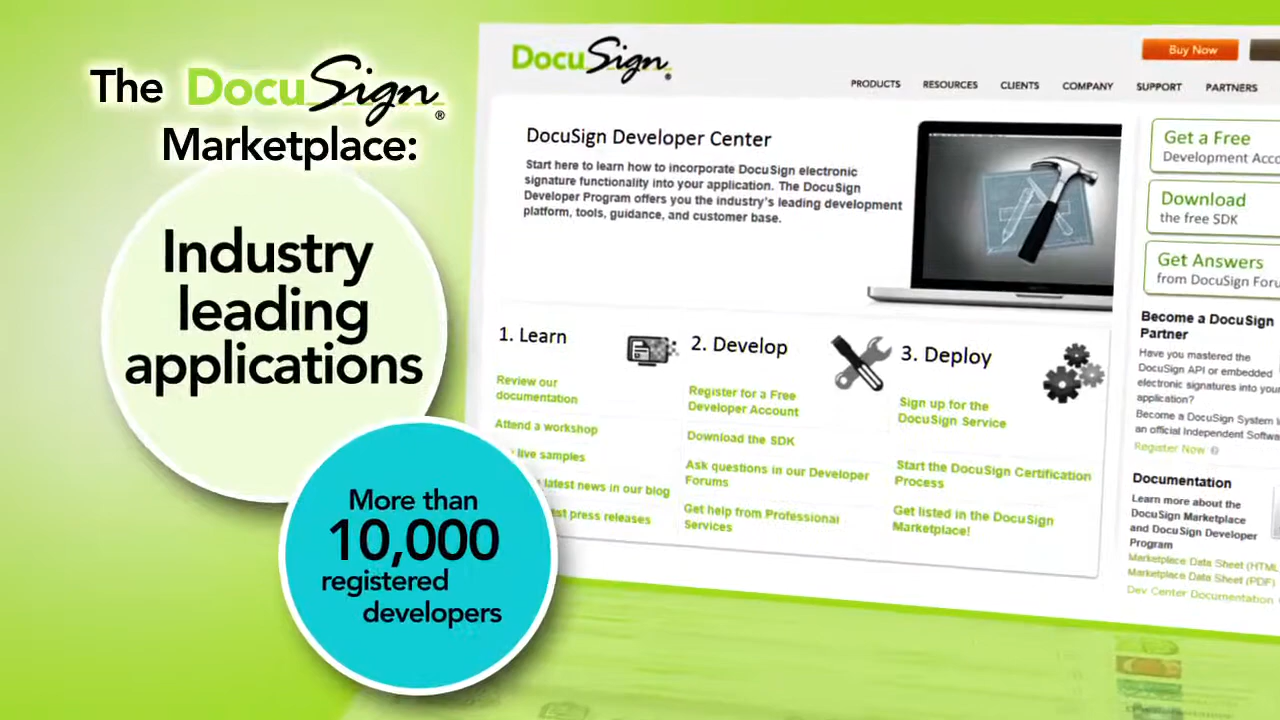 The DocuSign®
Marketplace:
Industry
leading
applications
More than
10,000
registered
developers
DocuSign®
Buy Now
PRODUCTS RESOURCES CLIENTS COMPANY SUPPORT PARTNERS
DocuSign Developer Center
Start here to learn how to incorporate DocuSign electronic
signature functionality into your application. The DocuSign
Developer Program offers you the industry's leading development
platform, tools, guidance, and customer base.
1. Learn
Review our
documentation
Attend a workshop
live samples
latest news in our blog
press releases
2. Develop
Register for a Free
Developer Account
Download the SDK
Ask questions in our Developer
Forums
Get help from Professional
Services
3. Deploy
Sign up for the
DocuSign Service
Start the DocuSign Certification
Process
Get listed in the DocuSign
Marketplace!
Get a Free
Development
Download
the free SDK
Get Answers
from DocuSign
Become a DocuSign
Partner
Have you mastered the
DocuSign API or embedded
electronic signatures into your
application?
Become a DocuSign System
an official Independent
Register Now
Documentation
Learn more about the
DocuSign Marketplace
and DocuSign Developer
Program
Marketplace Data Sheet (HTML
Marketplace Data Sheet (PDF)
Dev Center Documentation